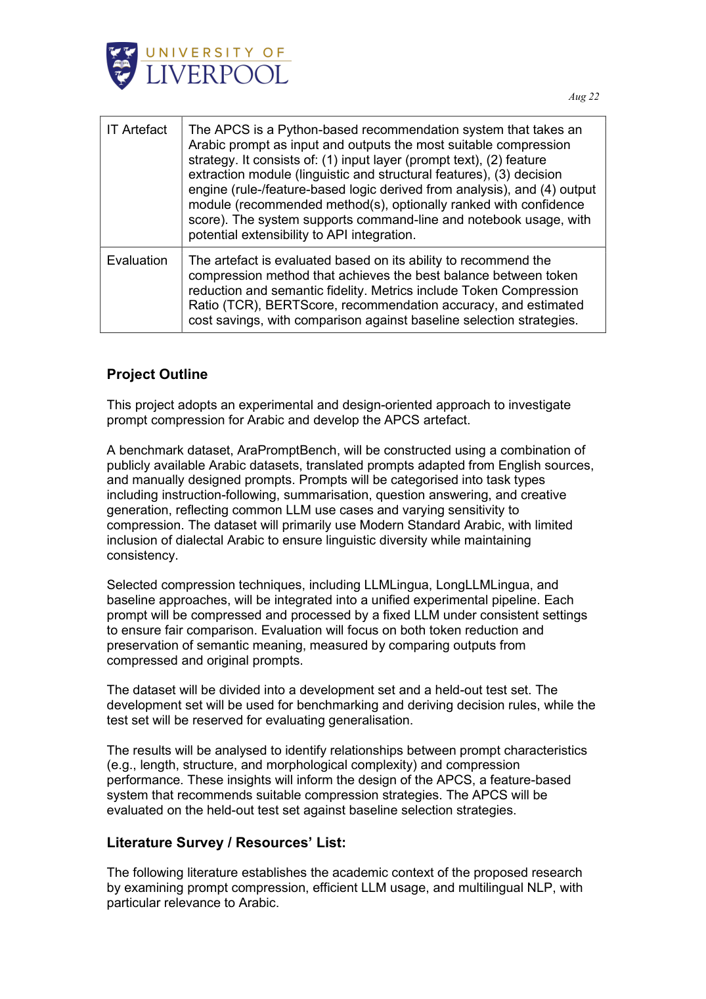 UNIVERSITY OF
LIVERPOOL
Aug 22
IT Artefact
The APCS is a Python-based recommendation system that takes an
Arabic prompt as input and outputs the most suitable compression
strategy. It consists of: (1) input layer (prompt text), (2) feature
extraction module (linguistic and structural features), (3) decision
engine (rule-/feature-based logic derived from analysis), and (4) output
module (recommended method(s), optionally ranked with confidence
score). The system supports command-line and notebook usage, with
potential extensibility to API integration.
Evaluation
The artefact is evaluated based on its ability to recommend the
compression method that achieves the best balance between token
reduction and semantic fidelity. Metrics include Token Compression
Ratio (TCR), BERTScore, recommendation accuracy, and estimated
cost savings, with comparison against baseline selection strategies.
Project Outline
This project adopts an experimental and design-oriented approach to investigate
prompt compression for Arabic and develop the APCS artefact.
A benchmark dataset, AraPromptBench, will be constructed using a combination of
publicly available Arabic datasets, translated prompts adapted from English sources,
and manually designed prompts. Prompts will be categorised into task types
including instruction-following, summarisation, question answering, and creative
generation, reflecting common LLM use cases and varying sensitivity to
compression. The dataset will primarily use Modern Standard Arabic, with limited
inclusion of dialectal Arabic to ensure linguistic diversity while maintaining
consistency.
Selected compression techniques, including LLMLingua, LongLLMLingua, and
baseline approaches, will be integrated into a unified experimental pipeline. Each
prompt will be compressed and processed by a fixed LLM under consistent settings
to ensure fair comparison. Evaluation will focus on both token reduction and
preservation of semantic meaning, measured by comparing outputs from
compressed and original prompts.
The dataset will be divided into a development set and a held-out test set. The
development set will be used for benchmarking and deriving decision rules, while the
test set will be reserved for evaluating generalisation.
The results will be analysed to identify relationships between prompt characteristics
(e.g., length, structure, and morphological complexity) and compression
performance. These insights will inform the design of the APCS, a feature-based
system that recommends suitable compression strategies. The APCS will be
evaluated on the held-out test set against baseline selection strategies.
Literature Survey / Resources’ List:
The following literature establishes the academic context of the proposed research
by examining prompt compression, efficient LLM usage, and multilingual NLP, with
particular relevance to Arabic.